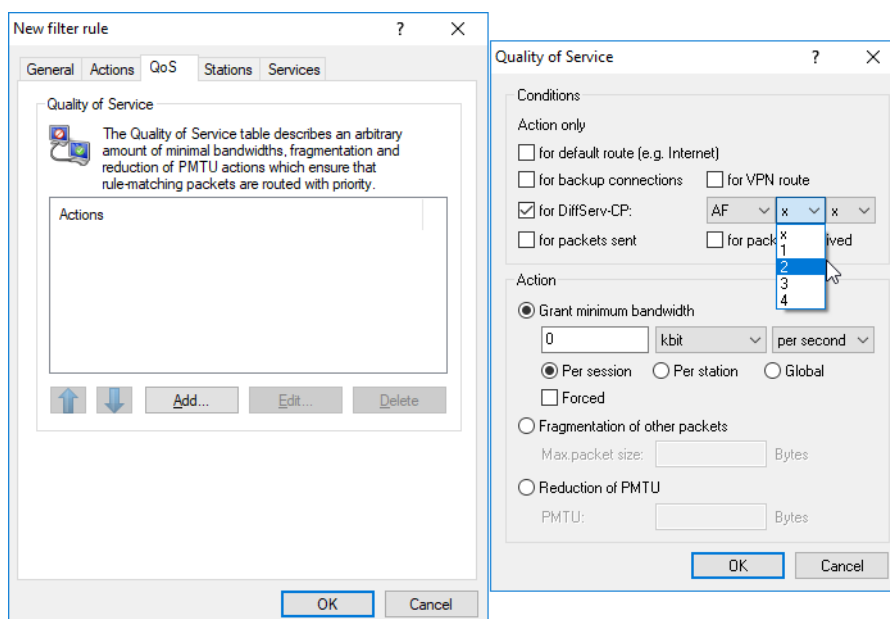 New filter rule ?
General Actions QoS Stations Services
Quality of Service
The Quality of Service table describes an arbitrary
amount of minimal bandwidths, fragmentation and
reduction of PMTU actions which ensure that
rule-matching packets are routed with priority.
Actions
Add... Edit... Delete
OK Cancel
Quality of Service ?
Conditions
Action only
for default route (e.g. Internet)
for backup connections for VPN route
for DiffServ-CP: AF x x
for packets sent for pack ived
x
1
2
3
4
Action
Grant minimum bandwidth
0 kbit per second
Per session Per station Global
Forced
Fragmentation of other packets
Max.packet size: Bytes
Reduction of PMTU
PMTU: Bytes
OK Cancel